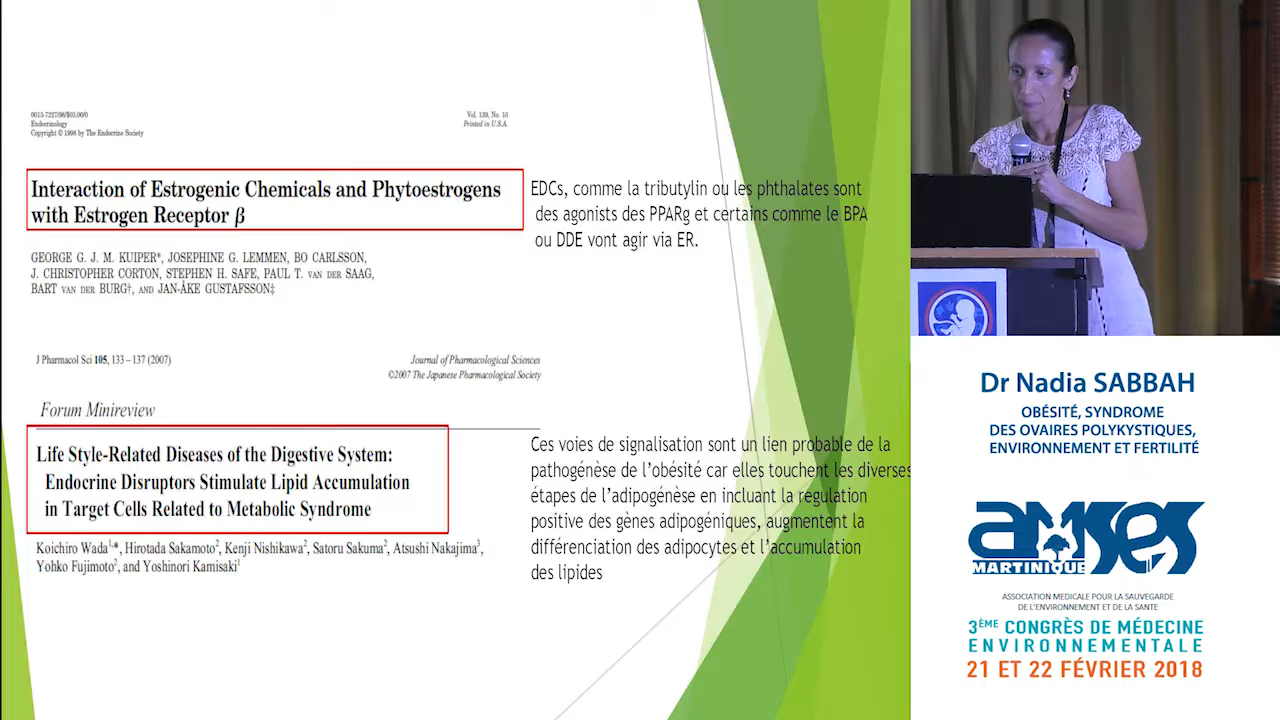 0013-7227/98/$03.00/0
Endocrinology
Copyright © 1998 by The Endocrine Society
Vol. 139, No. 10
Printed in U.S.A.
Interaction of Estrogenic Chemicals and Phytoestrogens
with Estrogen Receptor β
GEORGE G. J. M. KUIPER*, JOSEPHINE G. LEMMEN, BO CARLSSON,
J. CHRISTOPHER CORTON, STEPHEN H. SAFE, PAUL T. VAN DER SAAG,
BART VAN DER BURG†, AND JAN-ÅKE GUSTAFSSON‡
EDCs, comme la tributylin ou les phthalates sont
des agonists des PPARg et certains comme le BPA
ou DDE vont agir via ER.
J Pharmacol Sci 105, 133 – 137 (2007)
Journal of Pharmacological Sciences
©2007 The Japanese Pharmacological Society
Forum Minireview
Life Style-Related Diseases of the Digestive System:
Endocrine Disruptors Stimulate Lipid Accumulation
in Target Cells Related to Metabolic Syndrome
Koichiro Wada1,*, Hirotada Sakamoto2, Kenji Nishikawa2, Satoru Sakuma2, Atsushi Nakajima3,
Yohko Fujimoto2, and Yoshinori Kamisaki1
Ces voies de signalisation sont un lien probable de la
pathogénèse de l'obésité car elles touchent les diverses
étapes de l'adipogénèse en incluant la régulation
positive des gènes adipogéniques, augmentent la
différenciation des adipocytes et l'accumulation
des lipides
Dr Nadia SABBAH
OBÉSITÉ, SYNDROME
DES OVAIRES POLYKYSTIQUES,
ENVIRONNEMENT ET FERTILITÉ
AMSES
MARTINIQUE
ASSOCIATION MEDICALE POUR LA SAUVEGARDE
DE L'ENVIRONNEMENT ET DE LA SANTE
3ÈME CONGRÈS DE MÉDECINE
ENVIRONNEMENTALE
21 ET 22 FÉVRIER 2018